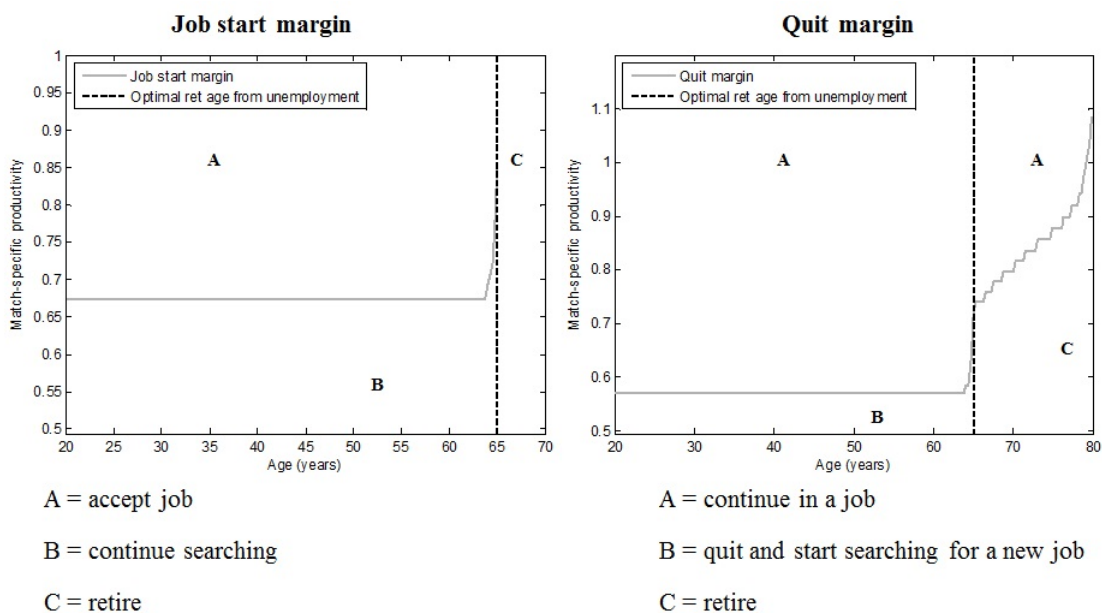 Job start margin
Job start margin
Optimal ret age from unemployment
A
C
B
1
0.95
0.9
0.85
0.8
0.75
0.7
0.65
0.6
0.55
0.5
Match-specific productivity
20 25 30 35 40 45 50 55 60 65 70
Age (years)
A = accept job
B = continue searching
C = retire
Quit margin
Quit margin
Optimal ret age from unemployment
A
A
C
B
1.1
1
0.9
0.8
0.7
0.6
0.5
Match-specific productivity
20 30 40 50 60 70 80
Age (years)
A = continue in a job
B = quit and start searching for a new job
C = retire